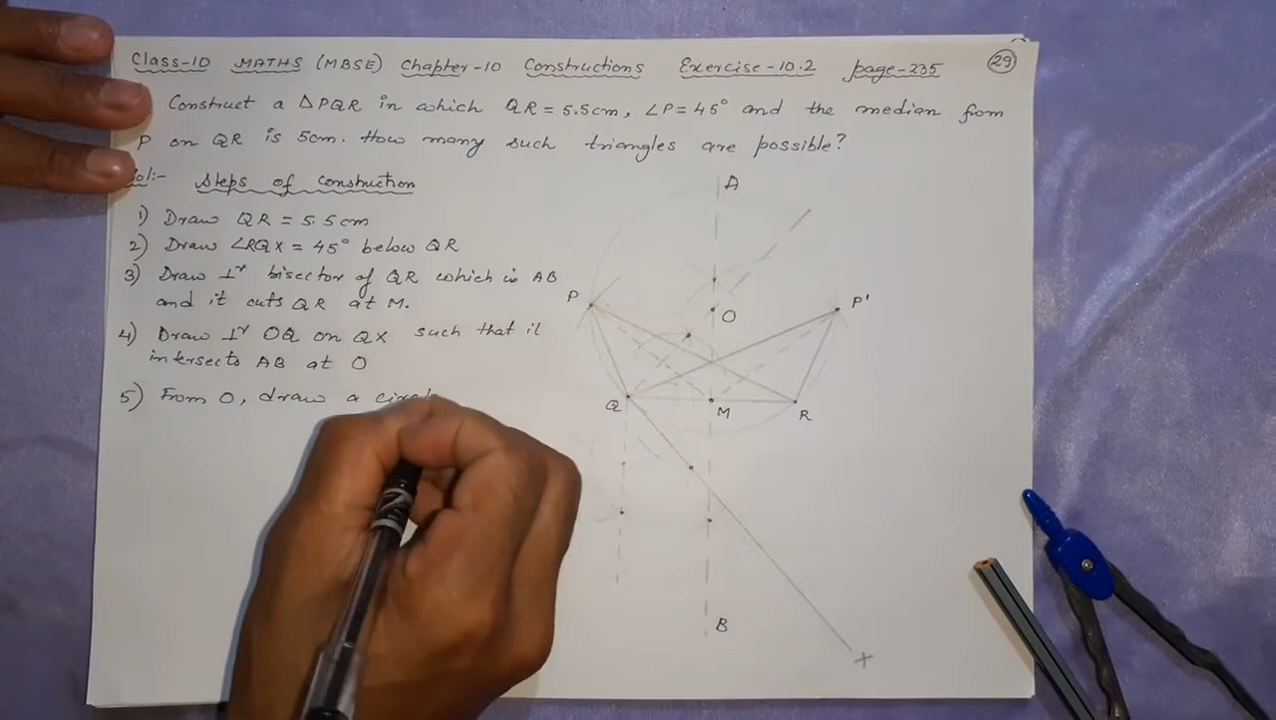 Class-10 MATHS (MBSE) Chapter-10 Constructions Exercise-10.2 page-235 (29)
Construct a ΔPQR in which QR = 5.5cm, ∠P = 45° and the median from
P on QR is 5cm. How many such triangles are possible?
Sol:- Steps of construction
1) Draw QR = 5.5cm
2) Draw ∠RQX = 45° below QR
3) Draw ⊥r bisector of QR which is AB
and it cuts QR at M.
4) Draw ⊥r OQ on QX such that it
intersects AB at O
5) From O, draw a circle
A
P
O
P'
Q
M
R
B
X